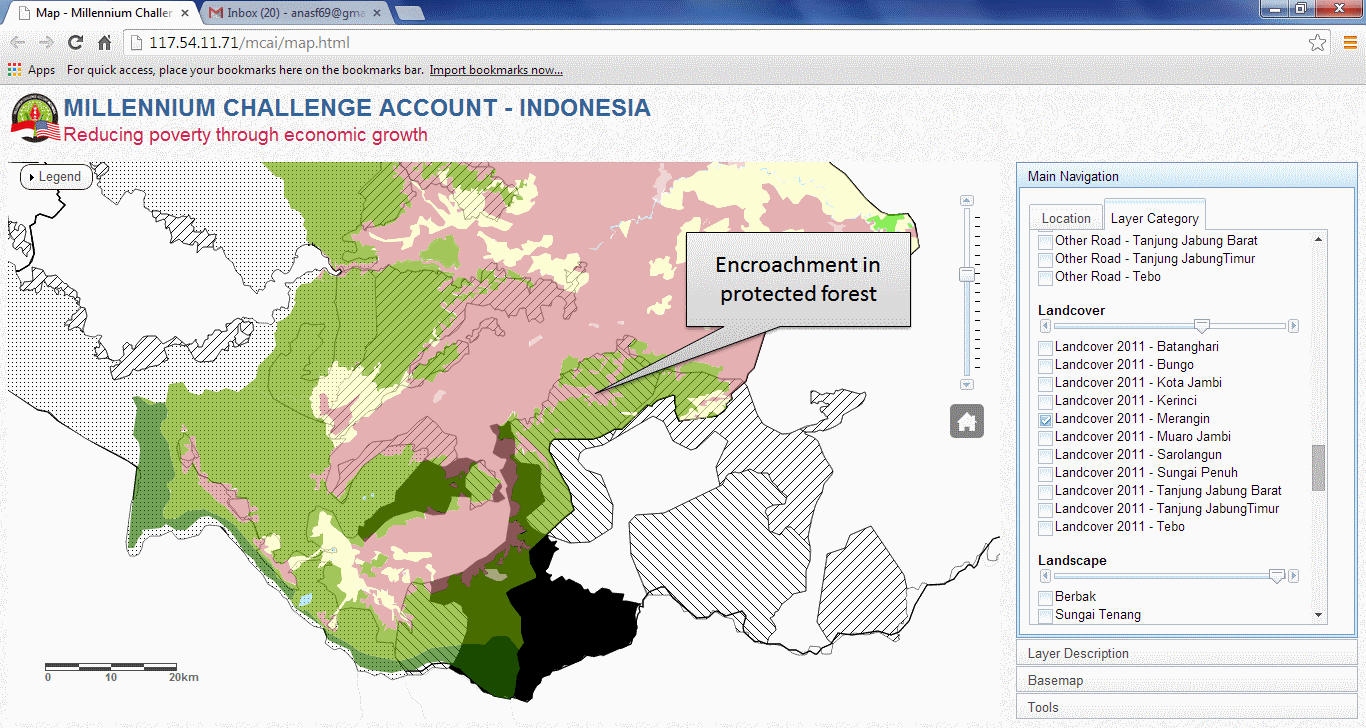 Map - Millennium Challer
Inbox (20) - anasf69@gma
117.54.11.71/mcai/map.html
Apps
For quick access, place your bookmarks here on the bookmarks bar. Import bookmarks now...
MILLENNIUM CHALLENGE ACCOUNT - INDONESIA
Reducing poverty through economic growth
Legend
Encroachment in
protected forest
0 10 20km
Main Navigation
Location
Layer Category
Other Road - Tanjung Jabung Barat
Other Road - Tanjung JabungTimur
Other Road - Tebo
Landcover
Landcover 2011 - Batanghari
Landcover 2011 - Bungo
Landcover 2011 - Kota Jambi
Landcover 2011 - Kerinci
Landcover 2011 - Merangin
Landcover 2011 - Muaro Jambi
Landcover 2011 - Sarolangun
Landcover 2011 - Sungai Penuh
Landcover 2011 - Tanjung Jabung Barat
Landcover 2011 - Tanjung JabungTimur
Landcover 2011 - Tebo
Landscape
Berbak
Sungai Tenang
Layer Description
Basemap
Tools